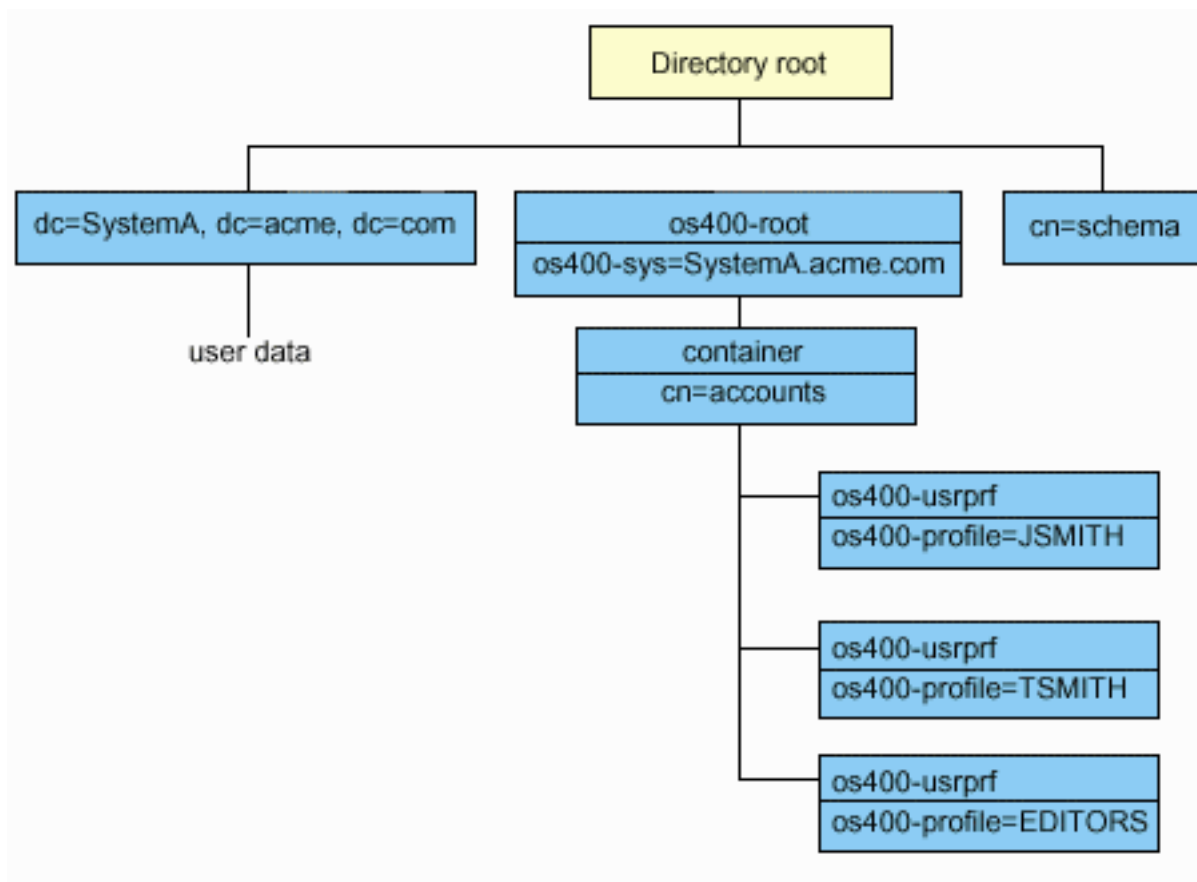 Directory root
dc=SystemA, dc=acme, dc=com
os400-root
os400-sys=SystemA.acme.com
cn=schema
user data
container
cn=accounts
os400-usrprf
os400-profile=JSMITH
os400-usrprf
os400-profile=TSMITH
os400-usrprf
os400-profile=EDITORS